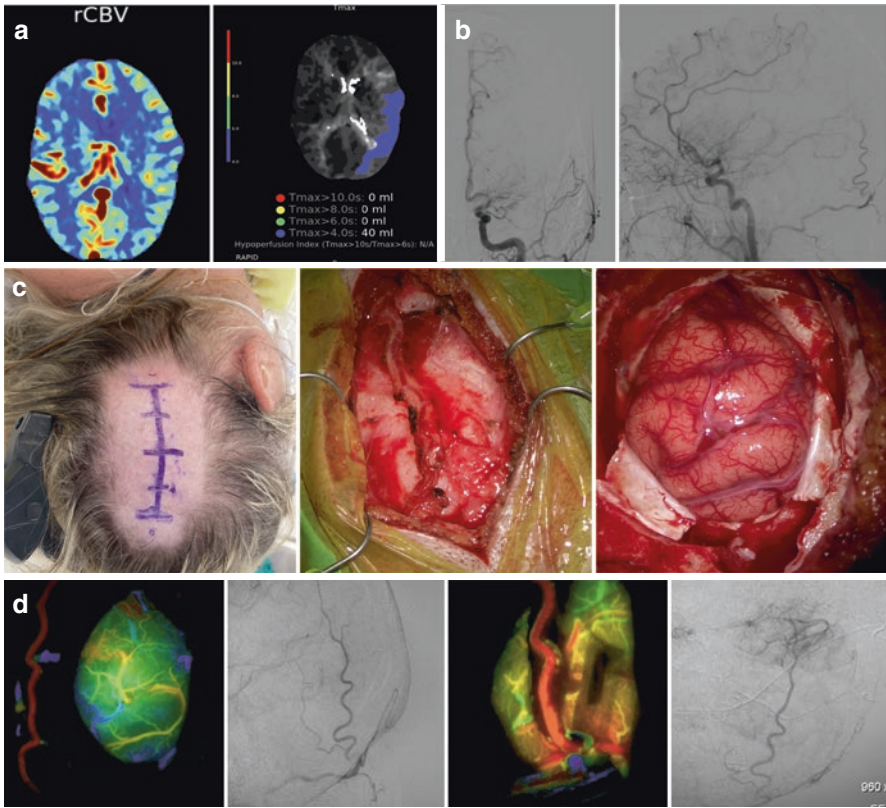 a
rCBV
Tmax
Tmax>10.0s: 0 ml
Tmax>8.0s: 0 ml
Tmax>6.0s: 0 ml
Tmax>4.0s: 40 ml
Hypoperfusion Index (Tmax>10s/Tmax>6s): N/A
RAPID
b
c
d